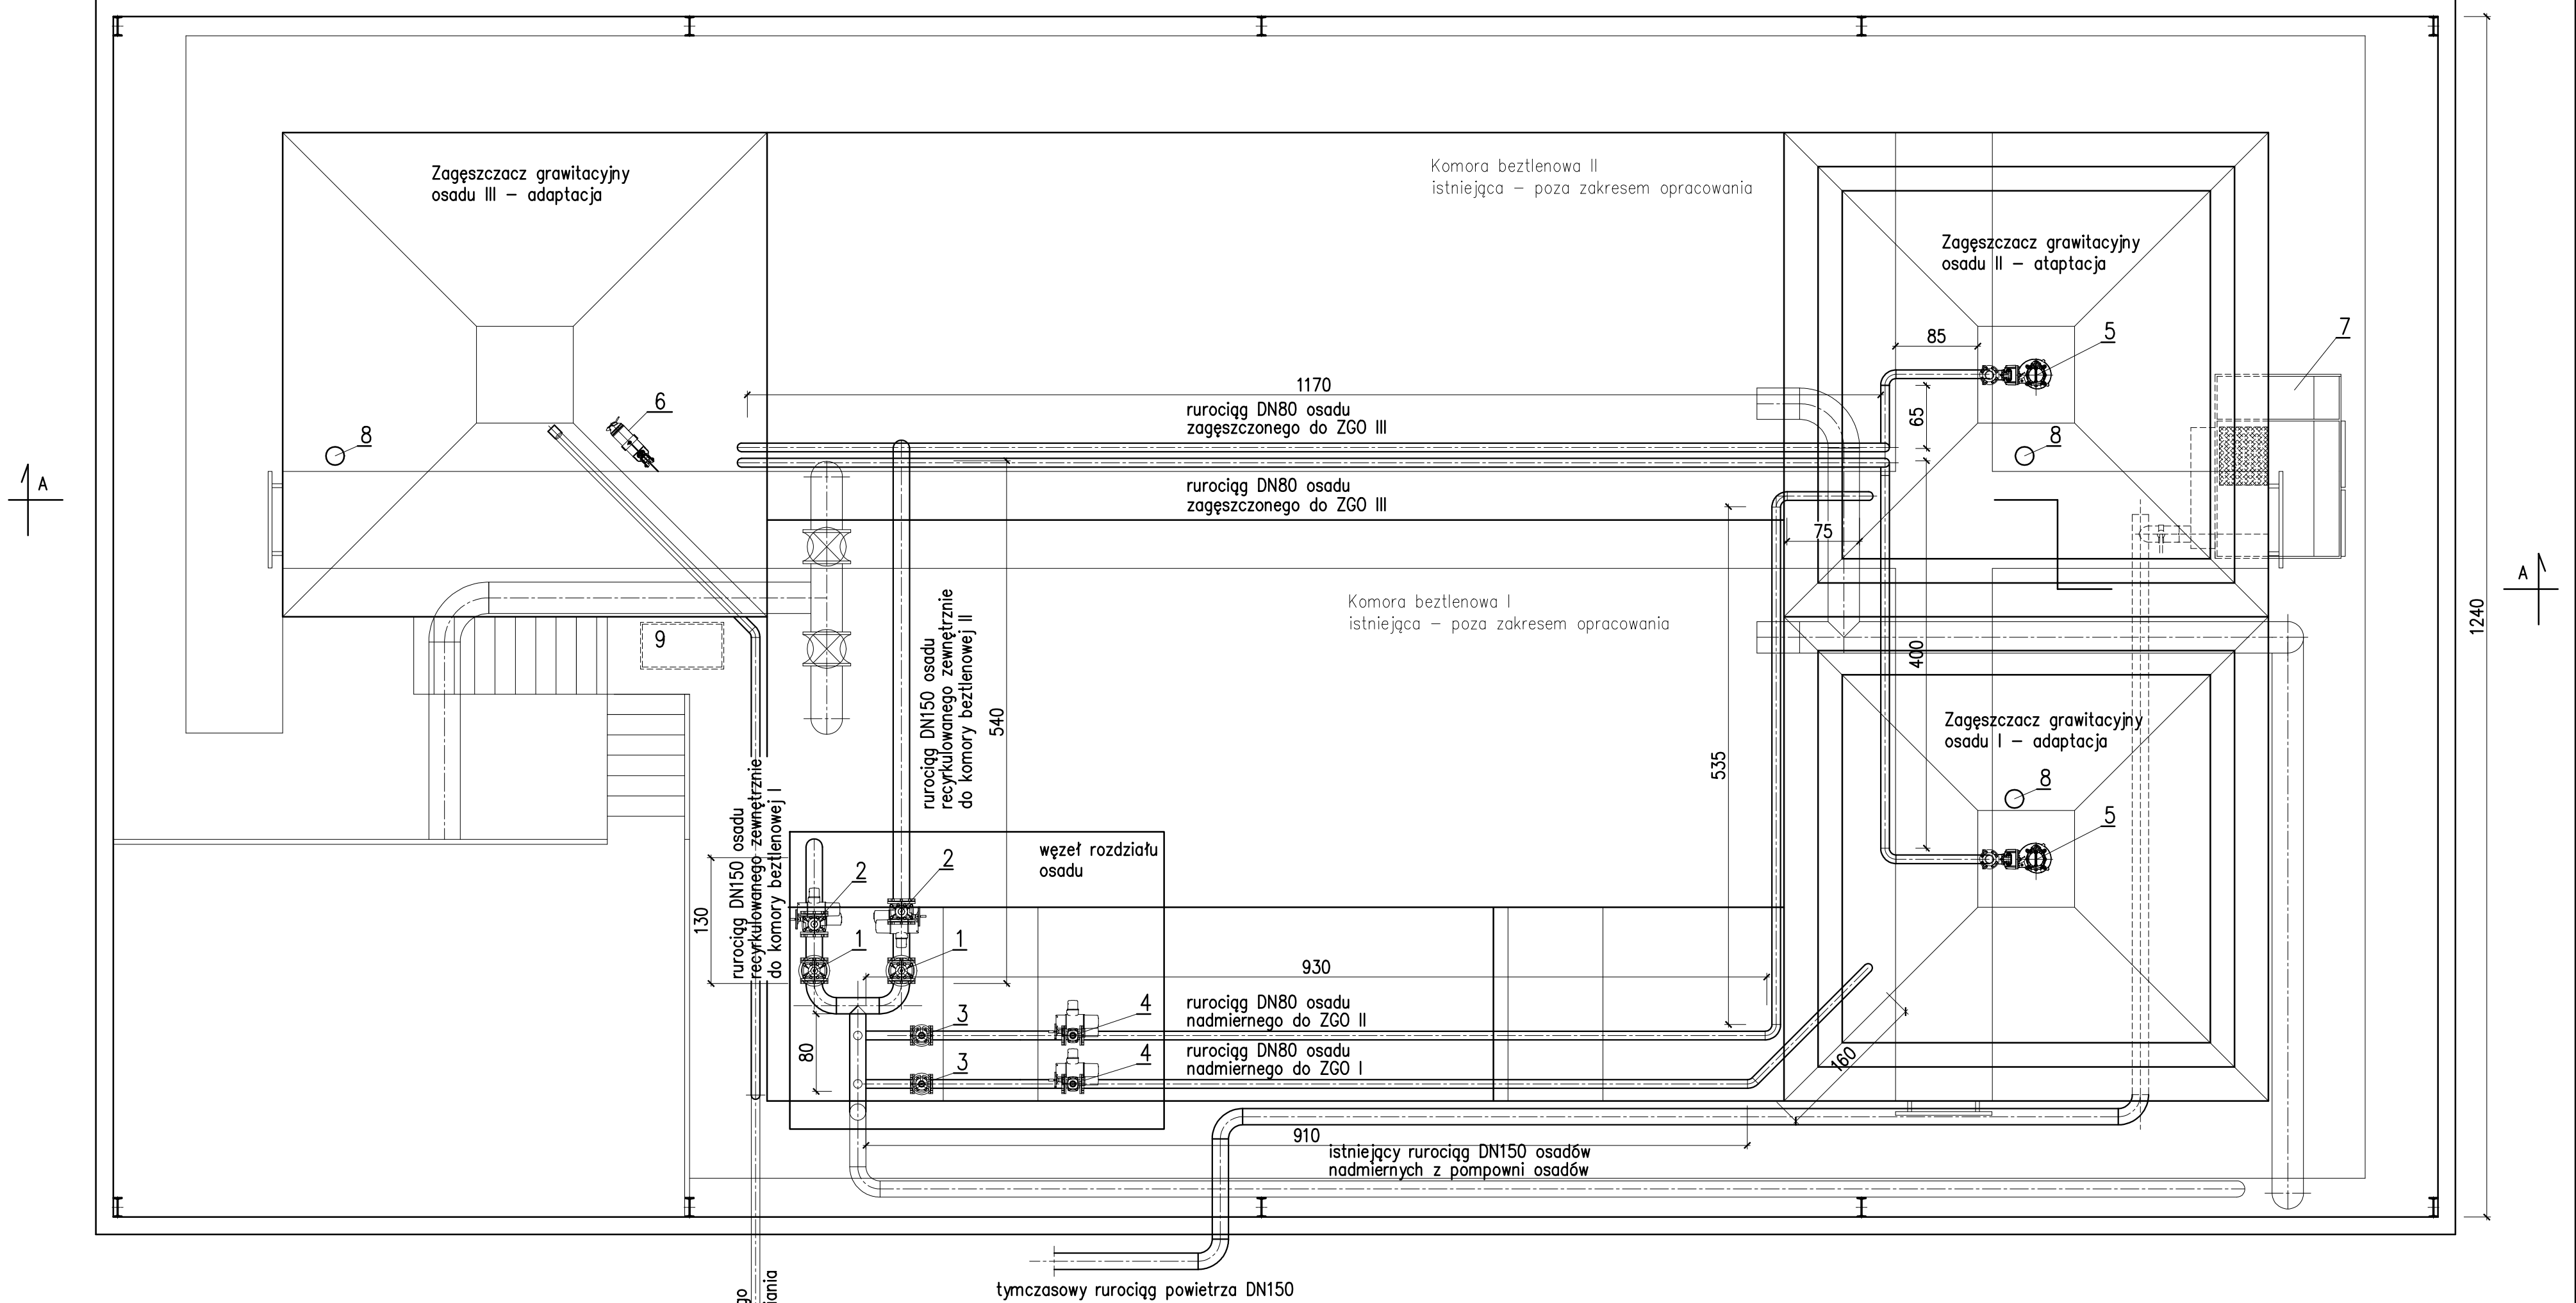 Zagęszczacz grawitacyjny
osadu III – adaptacja
Komora beztlenowa II
istniejąca – poza zakresem opracowania
Zagęszczacz grawitacyjny
osadu II – ataptacja
7
5
85
65
1170
rurociąg DN80 osadu
zagęszczonego do ZGO III
6
8
8
A
rurociąg DN80 osadu
zagęszczonego do ZGO III
75
A
1240
Komora beztlenowa I
istniejąca – poza zakresem opracowania
9
400
rurociąg DN150 osadu
recyrkulowanego zewnętrznie
do komory beztlenowej II
540
535
Zagęszczacz grawitacyjny
osadu I – adaptacja
8
5
rurociąg DN150 osadu
recyrkulowanego zewnętrznie
do komory beztlenowej I
130
węzeł rozdziału
osadu
2
2
1
1
930
rurociąg DN80 osadu
nadmiernego do ZGO II
3
4
80
rurociąg DN80 osadu
nadmiernego do ZGO I
3
4
160
910
istniejący rurociąg DN150 osadów
nadmiernych z pompowni osadów
tymczasowy rurociąg powietrza DN150